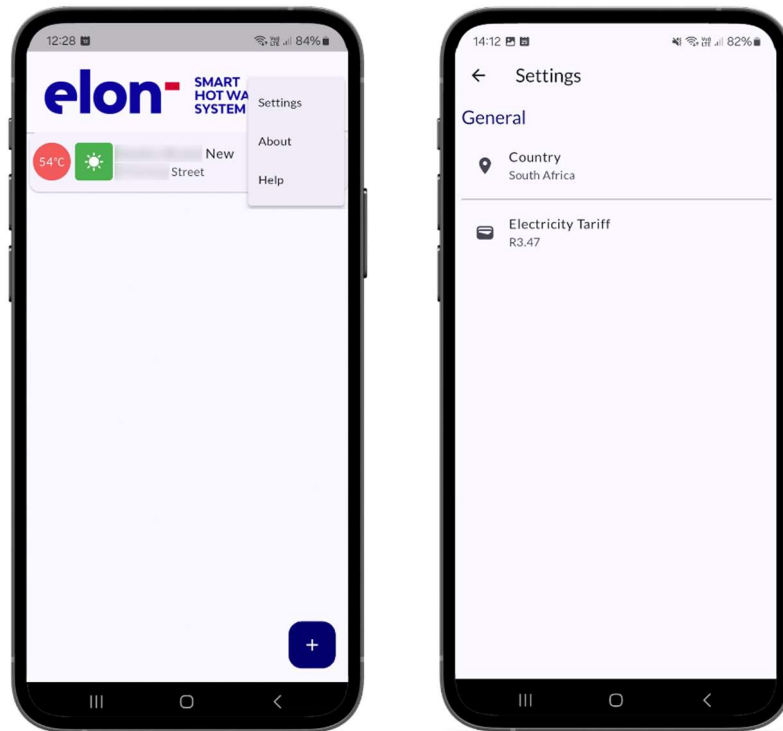 12:28
84%
elon
SMART
HOT WA
SYSTEM
Settings
About
Help
54°C
New
Street
+
14:12
82%
Settings
General
Country
South Africa
Electricity Tariff
R3.47